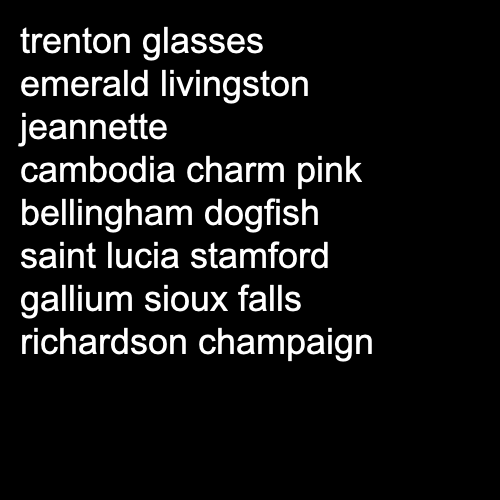 trenton glasses
emerald livingston
jeannette
cambodia charm pink
bellingham dogfish
saint lucia stamford
gallium sioux falls
richardson champaign